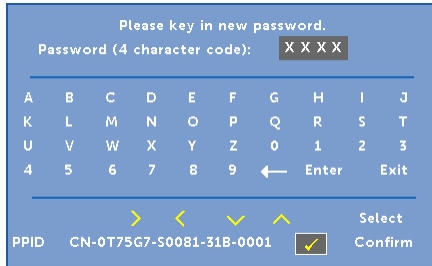 Please key in new password.
Password (4 character code): X X X X
A B C D E F G H I J
K L M N O P Q R S T
U V W X Y Z 0 1 2 3
4 5 6 7 8 9 ← Enter Exit
Select
PPID CN-0T75G7-S0081-31B-0001 ✓ Confirm